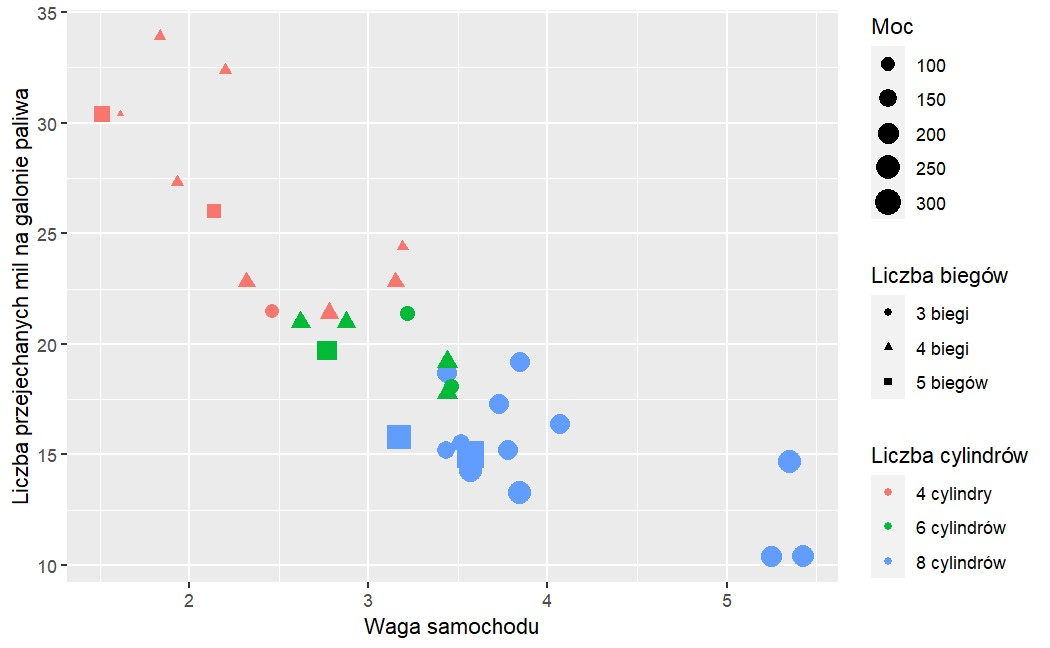 Liczba przejechanych mil na galonie paliwa
35
30
25
20
15
10
2
3
4
5
Waga samochodu
Moc
100
150
200
250
300
Liczba biegów
3 biegi
4 biegi
5 biegów
Liczba cylindrów
4 cylindry
6 cylindrów
8 cylindrów